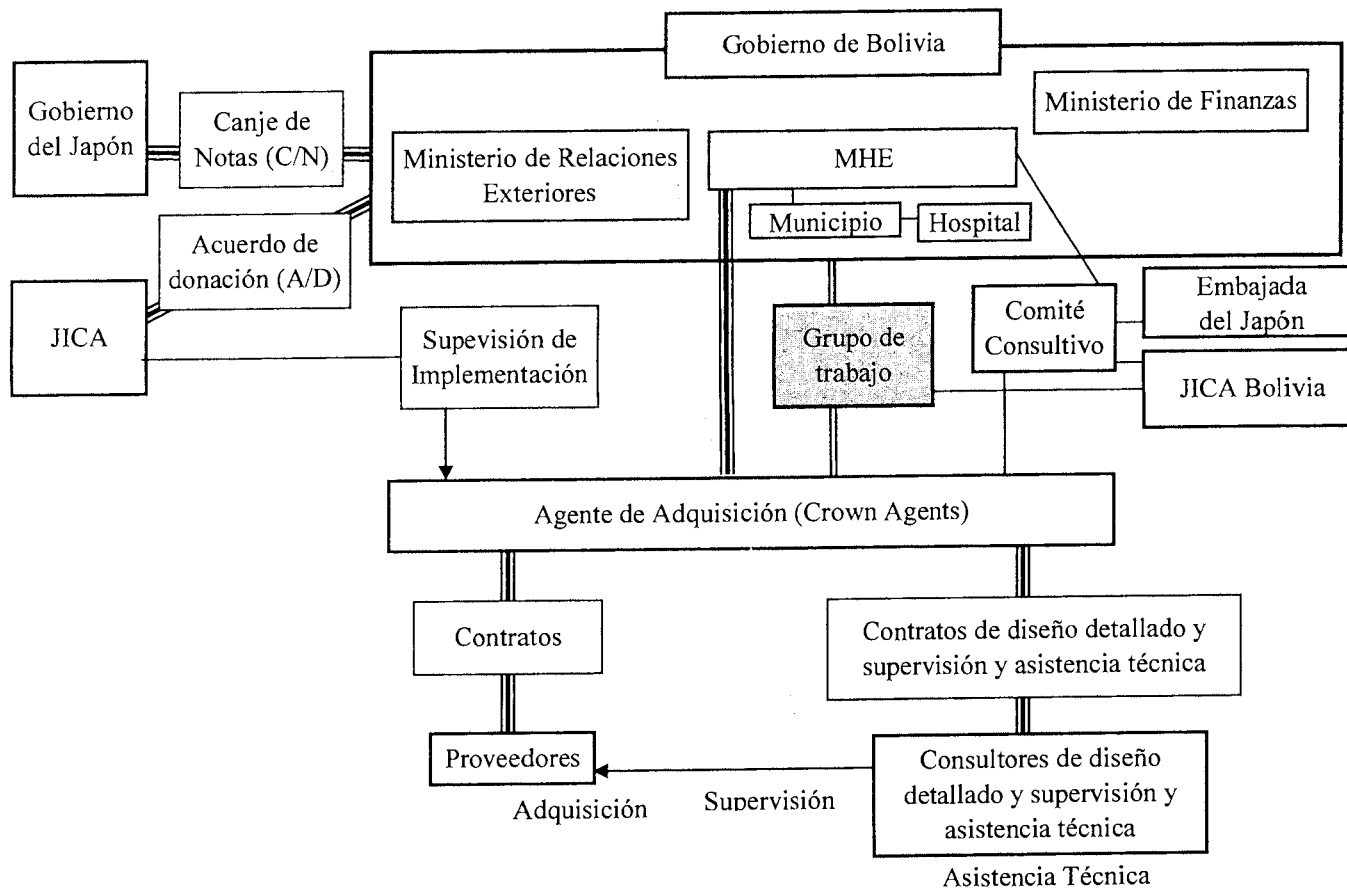 Gobierno de Bolivia
Gobierno
del Japón
Canje de
Notas (C/N)
Ministerio de Finanzas
Ministerio de Relaciones
Exteriores
MHE
Municipio
Hospital
Acuerdo de
donación (A/D)
JICA
Supevisión de
Implementación
Grupo de
trabajo
Comité
Consultivo
Embajada
del Japón
JICA Bolivia
Agente de Adquisición (Crown Agents)
Contratos
Contratos de diseño detallado y
supervisión y asistencia técnica
Proveedores
Consultores de diseño
detallado y supervisión y
asistencia técnica
Adquisición
Supervisión
Asistencia Técnica